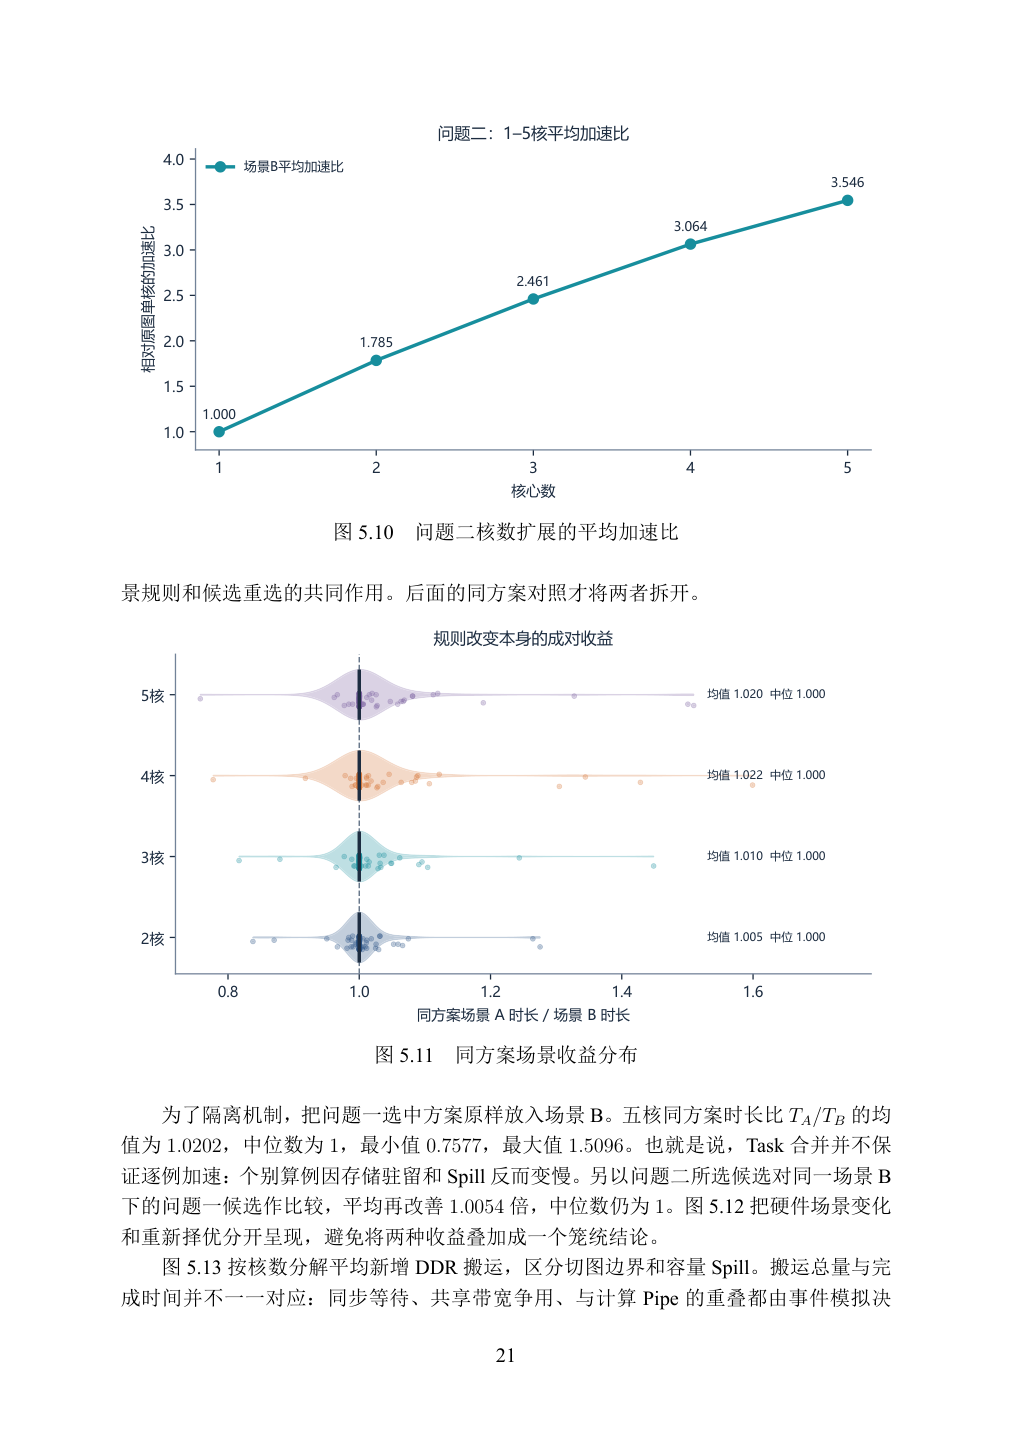 问题二：1–5核平均加速比
场景B平均加速比
相对原图单核的加速比
4.0
3.5
3.0
2.5
2.0
1.5
1.0
1.000
1.785
2.461
3.064
3.546
1 2 3 4 5
核心数
图 5.10 问题二核数扩展的平均加速比
景规则和候选重选的共同作用。后面的同方案对照才将两者拆开。
规则改变本身的成对收益
5核 均值 1.020 中位 1.000
4核 均值 1.022 中位 1.000
3核 均值 1.010 中位 1.000
2核 均值 1.005 中位 1.000
0.8 1.0 1.2 1.4 1.6
同方案场景 A 时长 / 场景 B 时长
图 5.11 同方案场景收益分布
为了隔离机制，把问题一选中方案原样放入场景 B。五核同方案时长比 T_A/T_B 的均
值为 1.0202，中位数为 1，最小值 0.7577，最大值 1.5096。也就是说，Task 合并并不保
证逐例加速：个别算例因存储驻留和 Spill 反而变慢。另以问题二所选候选对同一场景 B
下的问题一候选作比较，平均再改善 1.0054 倍，中位数仍为 1。图 5.12 把硬件场景变化
和重新择优分开呈现，避免将两种收益叠加成一个笼统结论。
图 5.13 按核数分解平均新增 DDR 搬运，区分切图边界和容量 Spill。搬运总量与完
成时间并不一一对应：同步等待、共享带宽争用、与计算 Pipe 的重叠都由事件模拟决
21